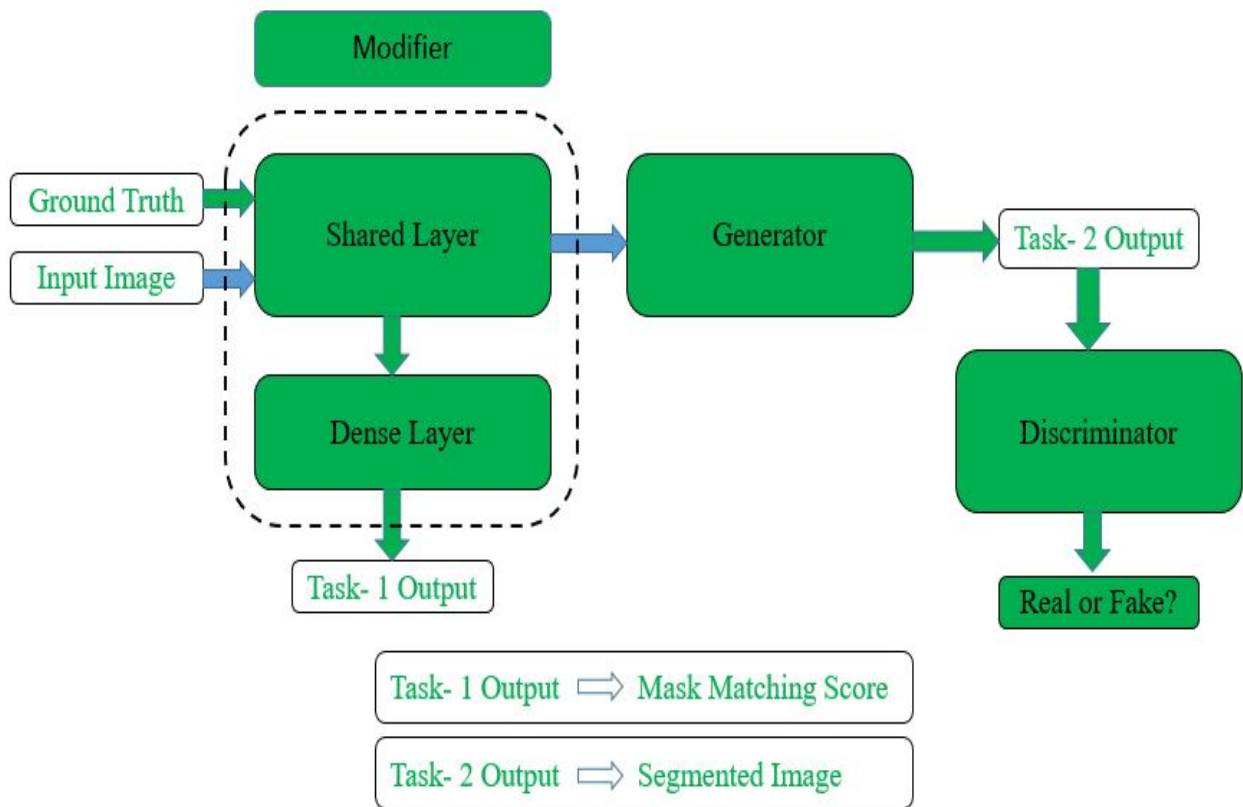 Modifier
Ground Truth
Input Image
Shared Layer
Generator
Task- 2 Output
Dense Layer
Discriminator
Task- 1 Output
Real or Fake?
Task- 1 Output Mask Matching Score
Task- 2 Output Segmented Image